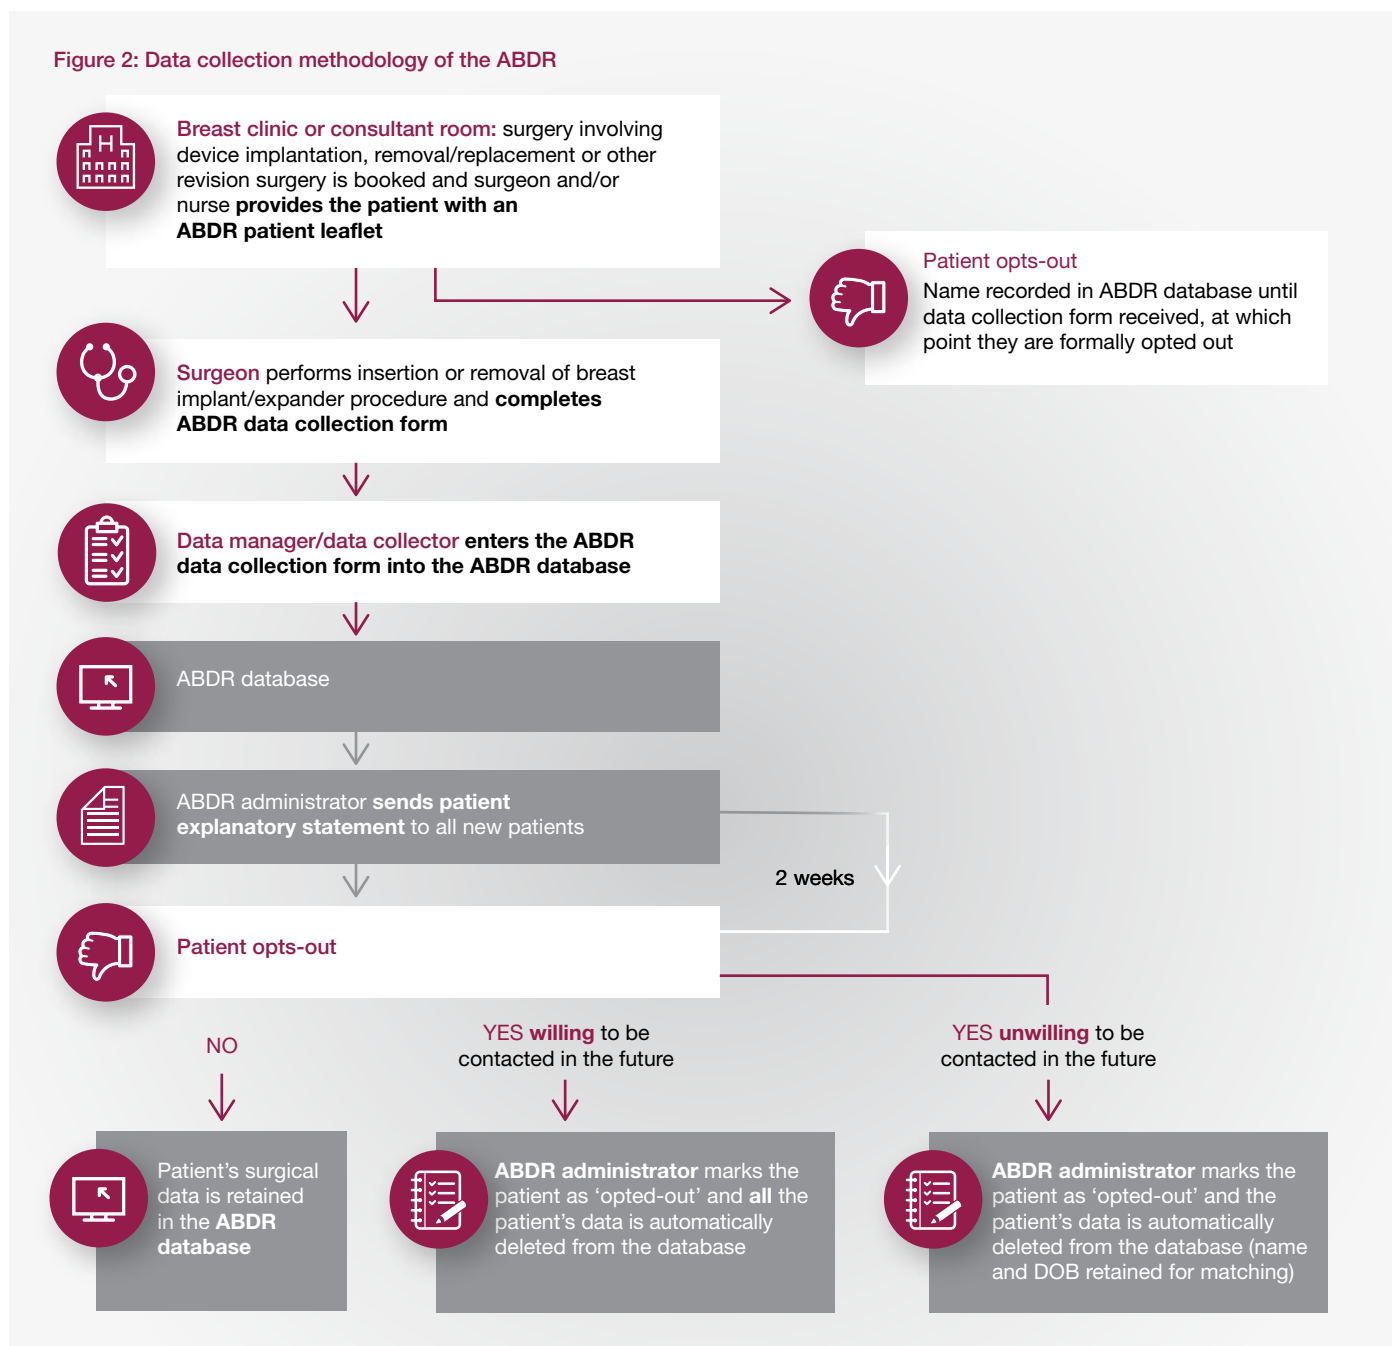 Figure 2: Data collection methodology of the ABDR
Breast clinic or consultant room: surgery involving
device implantation, removal/replacement or other
revision surgery is booked and surgeon and/or
nurse provides the patient with an
ABDR patient leaflet
Patient opts-out
Name recorded in ABDR database until
data collection form received, at which
point they are formally opted out
Surgeon performs insertion or removal of breast
implant/expander procedure and completes
ABDR data collection form
Data manager/data collector enters the ABDR
data collection form into the ABDR database
ABDR database
ABDR administrator sends patient
explanatory statement to all new patients
2 weeks
Patient opts-out
NO
YES willing to be
contacted in the future
YES unwilling to be
contacted in the future
Patient’s surgical
data is retained
in the ABDR
database
ABDR administrator marks the
patient as ‘opted-out’ and all the
patient’s data is automatically
deleted from the database
ABDR administrator marks the
patient as ‘opted-out’ and the
patient’s data is automatically
deleted from the database (name
and DOB retained for matching)